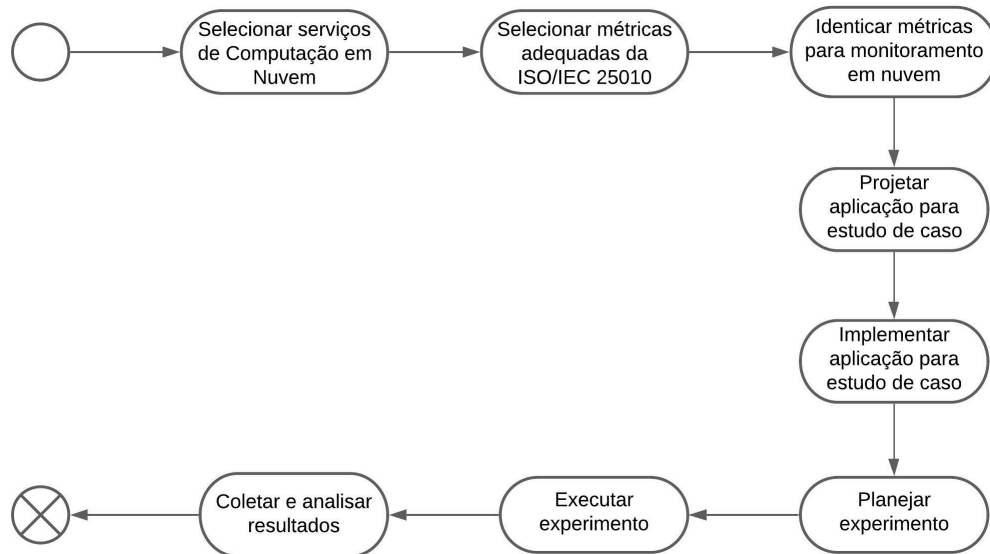 Selecionar serviços
de Computação em
Nuvem
Selecionar métricas
adequadas da
ISO/IEC 25010
Identicar métricas
para monitoramento
em nuvem
Projetar
aplicação para
estudo de caso
Implementar
aplicação para
estudo de caso
Planejar
experimento
Executar
experimento
Coletar e analisar
resultados